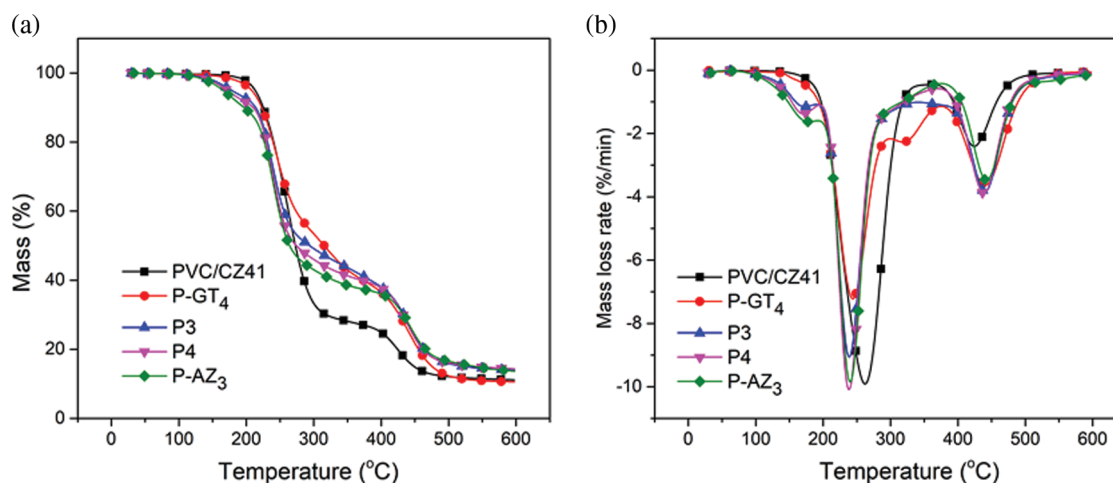 (a)
100
80
60
40
20
0
Mass (%)
PVC/CZ41
P-GT4
P3
P4
P-AZ3
0 100 200 300 400 500 600
Temperature (oC)
(b)
0
-2
-4
-6
-8
-10
Mass loss rate (%/min)
PVC/CZ41
P-GT4
P3
P4
P-AZ3
0 100 200 300 400 500 600
Temperature (oC)